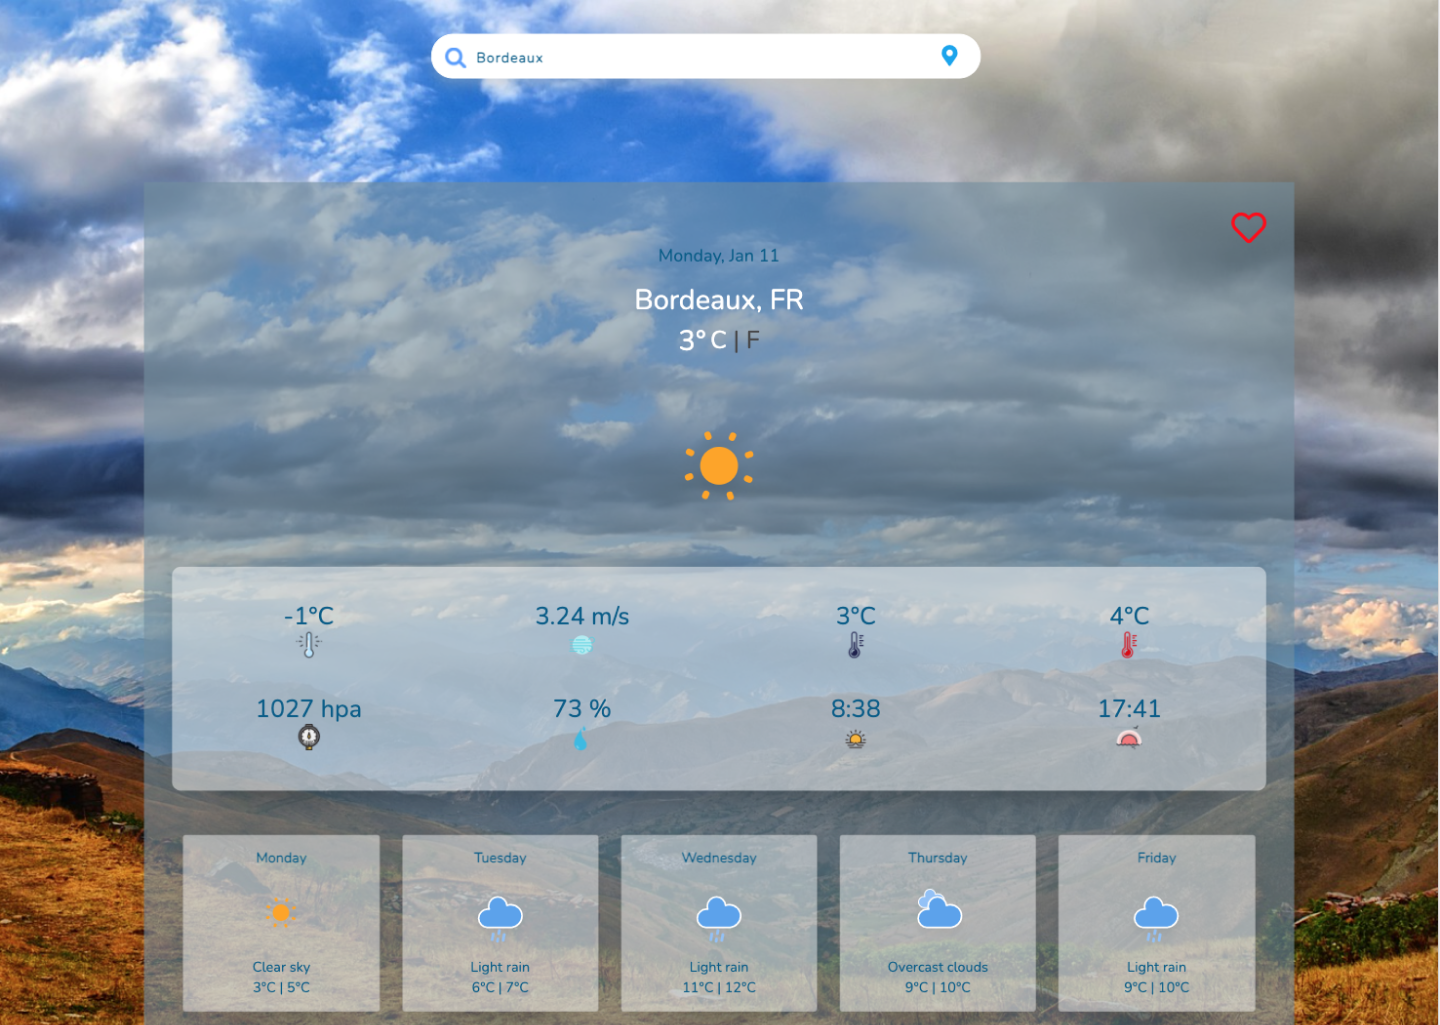 Bordeaux
Monday, Jan 11
Bordeaux, FR
3° C | F
-1°C 3.24 m/s 3°C 4°C
1027 hpa 73 % 8:38 17:41
Monday Tuesday Wednesday Thursday Friday
Clear sky Light rain Light rain Overcast clouds Light rain
3°C | 5°C 6°C | 7°C 11°C | 12°C 9°C | 10°C 9°C | 10°C